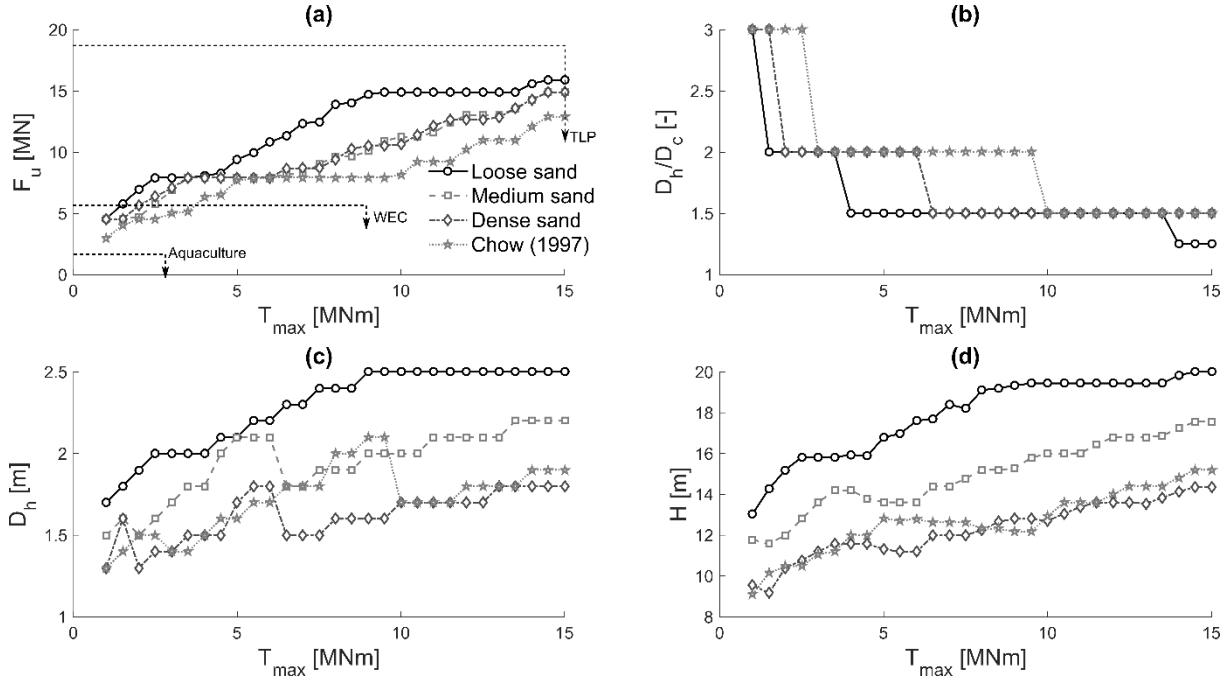 (a)
20
15
10
5
0
F_u [MN]
TLP
WEC
Aquaculture
Loose sand
Medium sand
Dense sand
Chow (1997)
0 5 10 15
T_max [MNm]
(b)
3
2.5
2
1.5
1
D_h/D_c [-]
0 5 10 15
T_max [MNm]
(c)
2.5
2
1.5
1
D_h [m]
0 5 10 15
T_max [MNm]
(d)
20
18
16
14
12
10
8
H [m]
0 5 10 15
T_max [MNm]